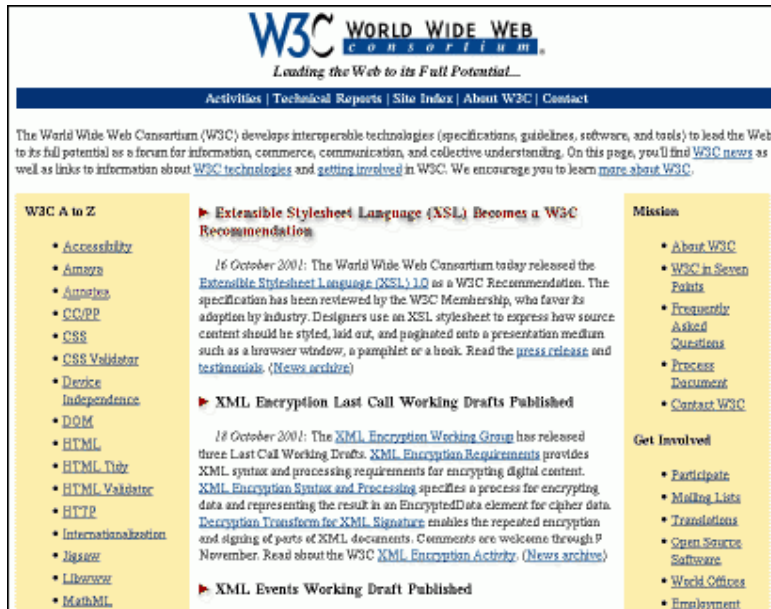 W3C WORLD WIDE WEB
consortium
Leading the Web to its Full Potential...
Activities | Technical Reports | Site Index | About W3C | Contact
The World Wide Web Consortium (W3C) develops interoperable technologies (specifications, guidelines, software, and tools) to lead the Web
to its full potential as a forum for information, commerce, communication, and collective understanding. On this page, you'll find W3C news as
well as links to information about W3C technologies and getting involved in W3C. We encourage you to learn more about W3C.
W3C A to Z
Accessibility
Amaya
Annotea
CC/PP
CSS
CSS Validator
Device
Independence
DOM
HTML
HTML Tidy
HTML Validator
HTTP
Internationalization
Jigsaw
Libwww
MathML
Extensible Stylesheet Language (XSL) Becomes a W3C
Recommendation
16 October 2001: The World Wide Web Consortium today released the
Extensible Stylesheet Language (XSL) 1.0 as a W3C Recommendation. The
specification has been reviewed by the W3C Membership, who favor its
adoption by industry. Designers use an XSL stylesheet to express how source
content should be styled, laid out, and paginated onto a presentation medium
such as a browser window, a pamphlet or a book. Read the press release and
testimonials. (News archive)
XML Encryption Last Call Working Drafts Published
18 October 2001: The XML Encryption Working Group has released
three Last Call Working Drafts. XML Encryption Requirements provides
XML syntax and processing requirements for encrypting digital content.
XML Encryption Syntax and Processing specifies a process for encrypting
data and representing the result in an EncryptedData element for cipher data.
Decryption Transform for XML Signature enables the repeated encryption
and signing of parts of XML documents. Comments are welcome through 9
November. Read about the W3C XML Encryption Activity. (News archive)
XML Events Working Draft Published
Mission
About W3C
W3C in Seven
Points
Frequently
Asked
Questions
Process
Document
Contact W3C
Get Involved
Participate
Mailing Lists
Translations
Open Source
Software
World Offices
Employment